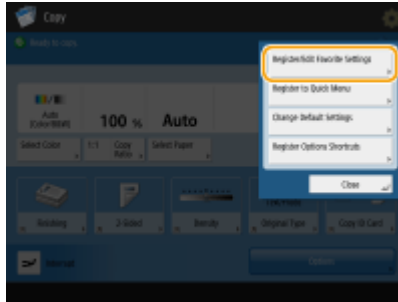 Copy
Ready to copy.
Register/Edit Favorite Settings
Register to Quick Menu
Auto
(Color/B&W)
100 %
Auto
Change Default Settings
Select Color
1:1
Copy
Ratio
Select Paper
Register Options Shortcuts
Close
Finishing
2-Sided
Density
Original Type
Copy ID Card
Interrupt
Options